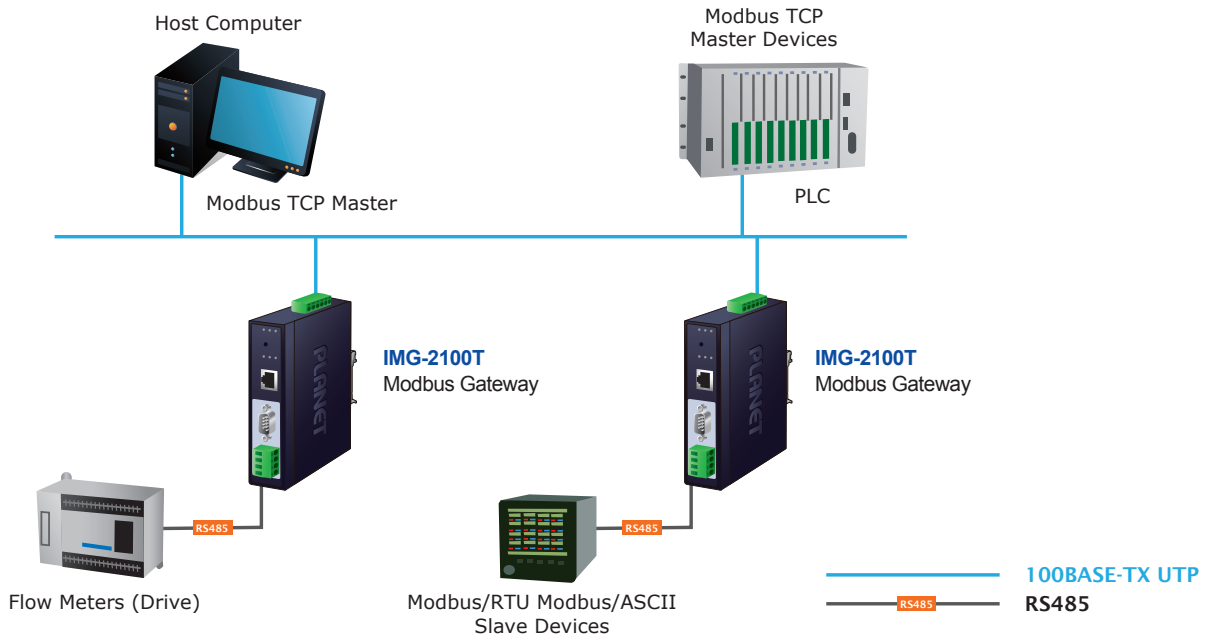 Host Computer
Modbus TCP
Master Devices
Modbus TCP Master
PLC
PLANET
IMG-2100T
Modbus Gateway
PLANET
IMG-2100T
Modbus Gateway
RS485
RS485
Flow Meters (Drive)
Modbus/RTU Modbus/ASCII
Slave Devices
100BASE-TX UTP
RS485
RS485